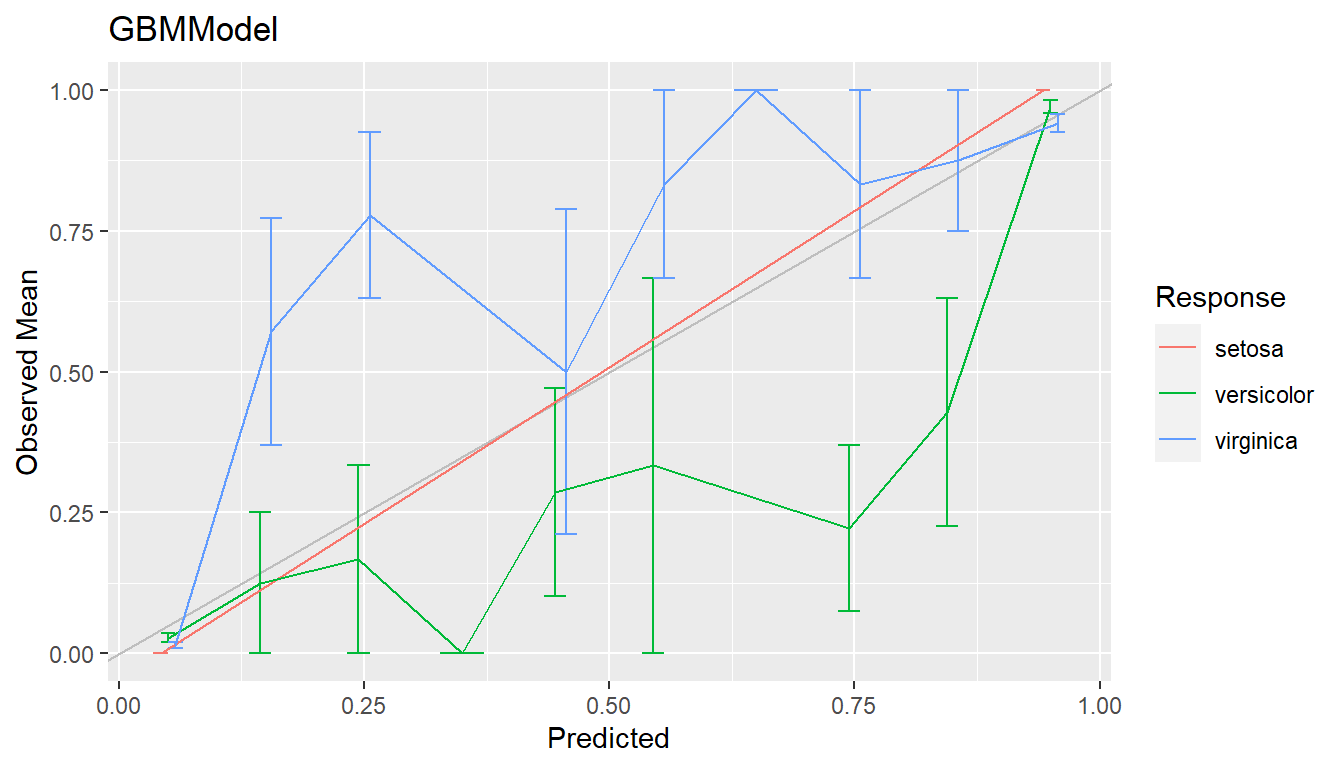 GBMModel
1.00
0.75
0.50
0.25
0.00
Observed Mean
0.00 0.25 0.50 0.75 1.00
Predicted
Response
setosa
versicolor
virginica